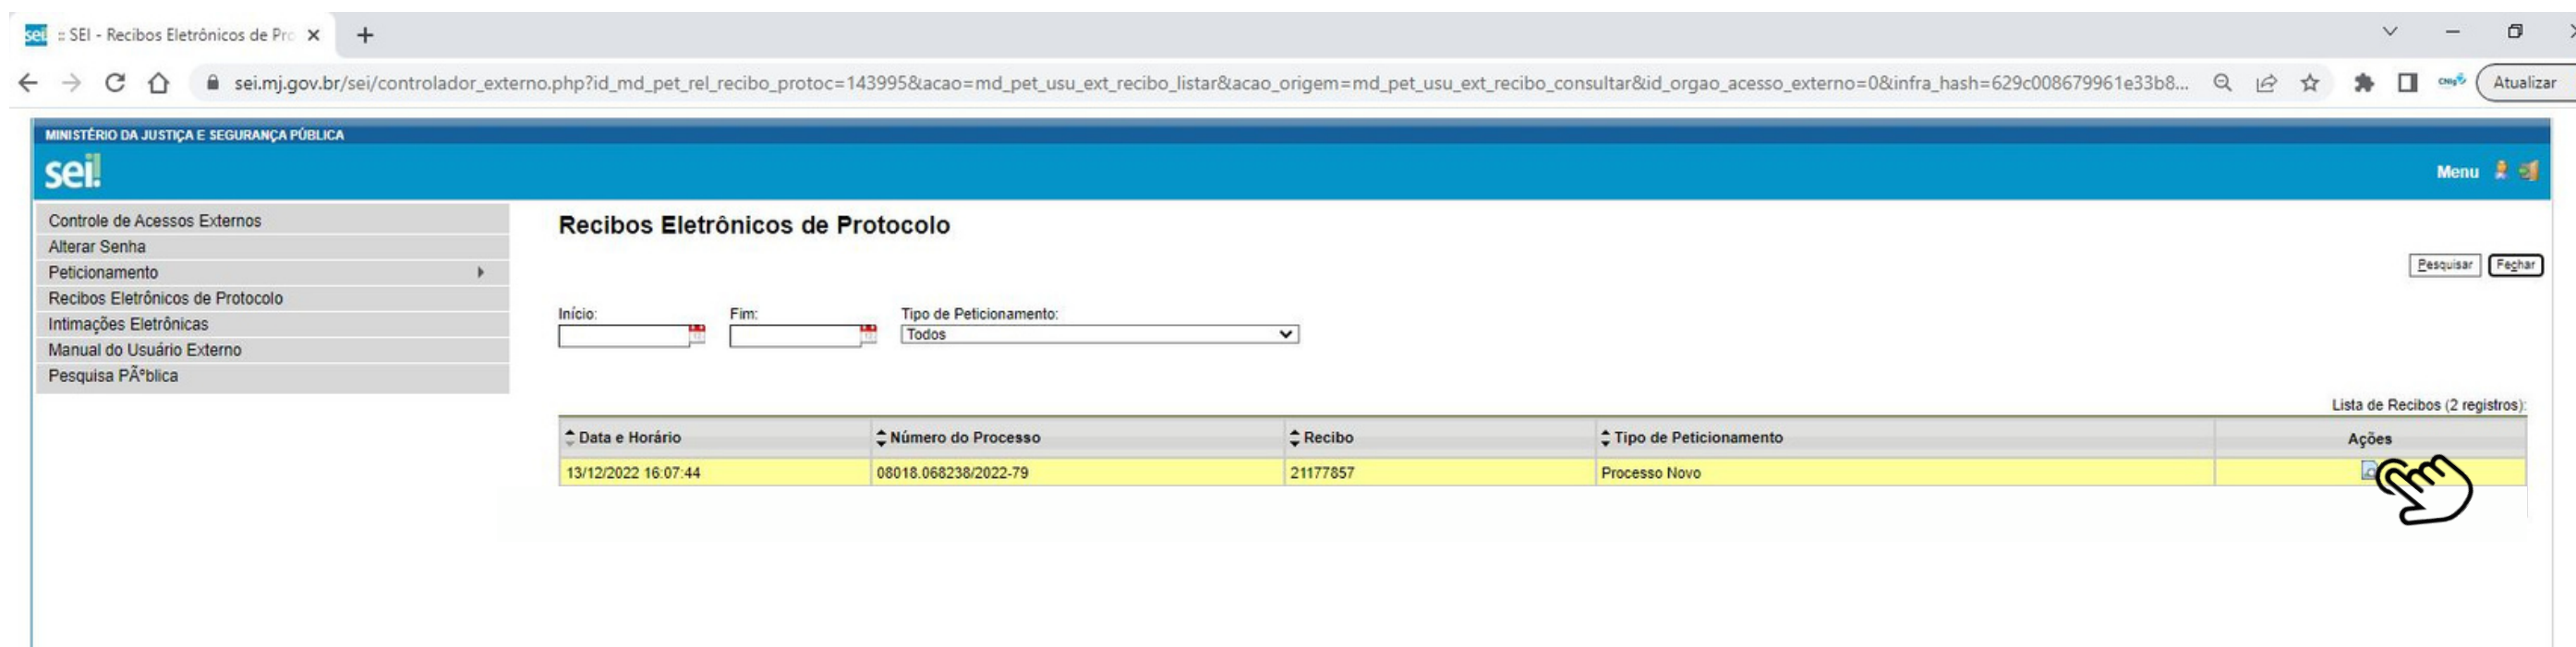 sei! :: SEI - Recibos Eletrônicos de Pro
sei.mj.gov.br/sei/controlador_externo.php?id_md_pet_rel_recibo_protoc=143995&acao=md_pet_usu_ext_recibo_listar&acao_origem=md_pet_usu_ext_recibo_consultar&id_orgao_acesso_externo=0&infra_hash=629c008679961e33b8... Atualizar
MINISTÉRIO DA JUSTIÇA E SEGURANÇA PÚBLICA
sei!
Menu
Controle de Acessos Externos
Alterar Senha
Peticionamento
Recibos Eletrônicos de Protocolo
Intimações Eletrônicas
Manual do Usuário Externo
Pesquisa PÃºblica
Recibos Eletrônicos de Protocolo
Pesquisar Fechar
Início: Fim: Tipo de Peticionamento:
Todos
Lista de Recibos (2 registros):
Data e Horário Número do Processo Recibo Tipo de Peticionamento Ações
13/12/2022 16:07:44 08018.068238/2022-79 21177857 Processo Novo